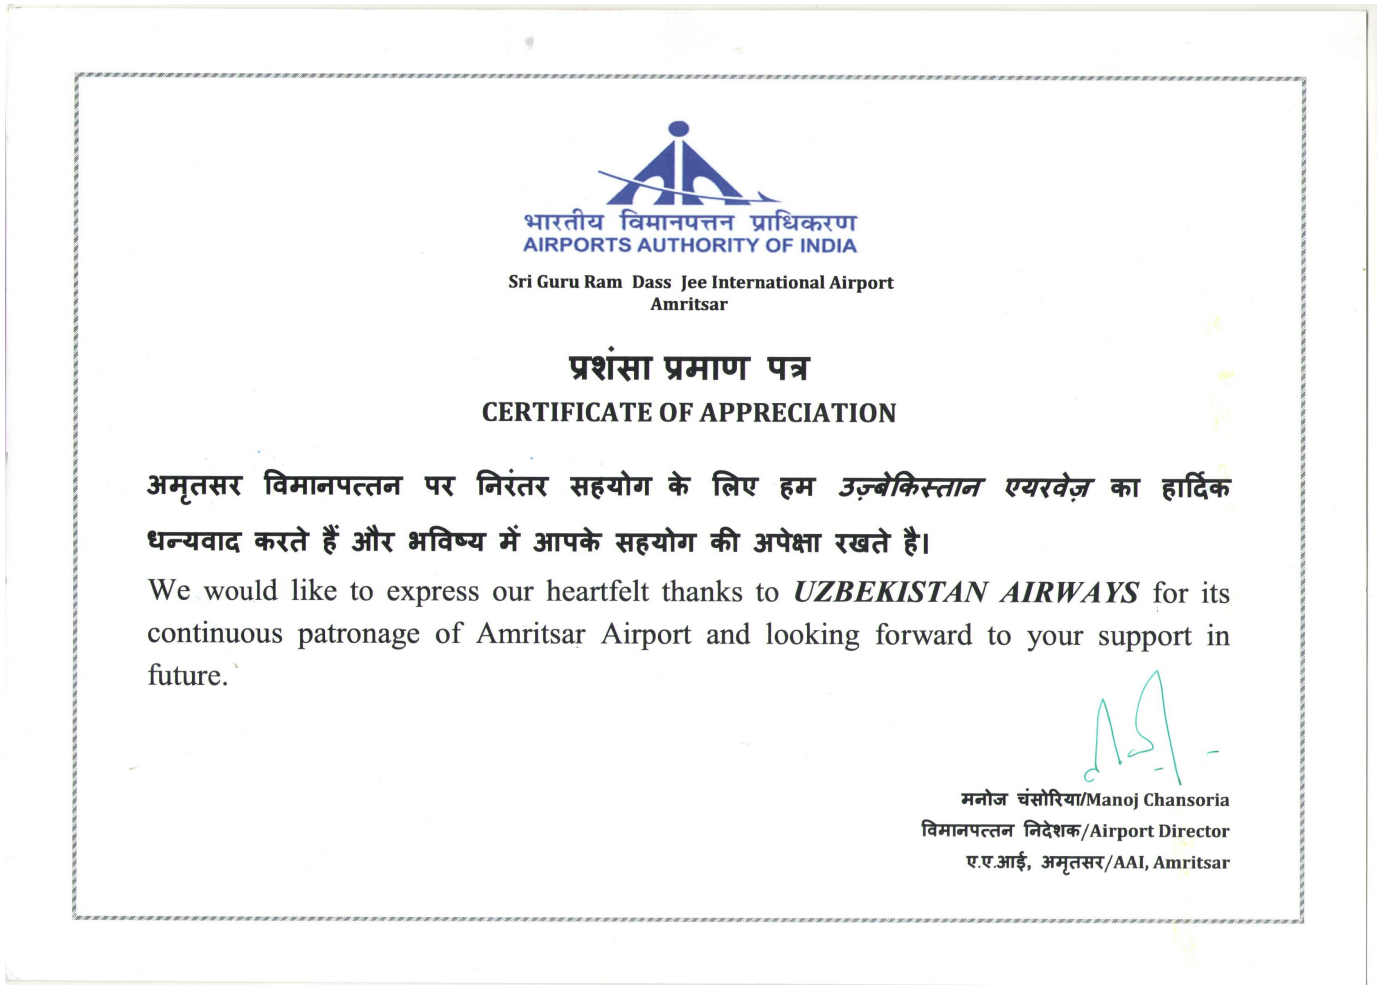 भारतीय विमानपत्तन प्राधिकरण
AIRPORTS AUTHORITY OF INDIA
Sri Guru Ram Dass Jee International Airport
Amritsar
प्रशंसा प्रमाण पत्र
CERTIFICATE OF APPRECIATION
अमृतसर विमानपत्तन पर निरंतर सहयोग के लिए हम उज़्बेकिस्तान एयरवेज़ का हार्दिक
धन्यवाद करते हैं और भविष्य में आपके सहयोग की अपेक्षा रखते है।
We would like to express our heartfelt thanks to UZBEKISTAN AIRWAYS for its
continuous patronage of Amritsar Airport and looking forward to your support in
future.
मनोज चंसोरिया/Manoj Chansoria
विमानपत्तन निदेशक/Airport Director
ए.ए.आई, अमृतसर/AAI, Amritsar